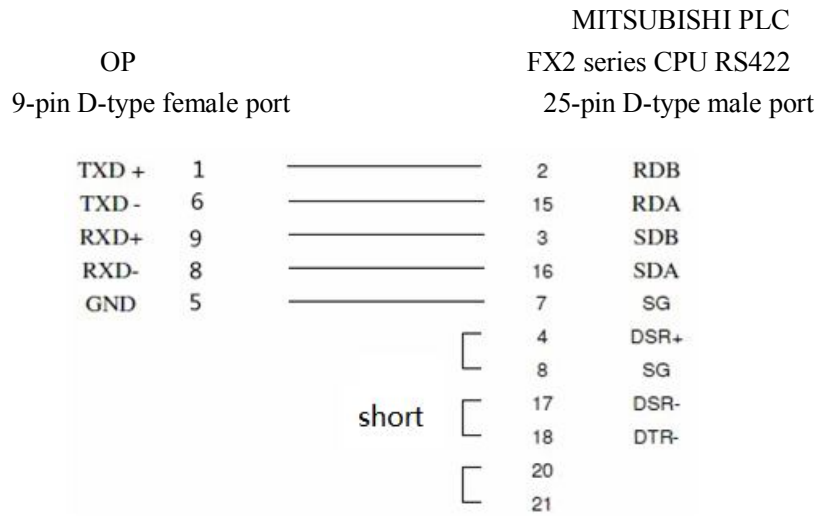 MITSUBISHI PLC
OP FX2 series CPU RS422
9-pin D-type female port 25-pin D-type male port
TXD + 1 2 RDB
TXD - 6 15 RDA
RXD+ 9 3 SDB
RXD- 8 16 SDA
GND 5 7 SG
4 DSR+
8 SG
short
17 DSR-
18 DTR-
20
21